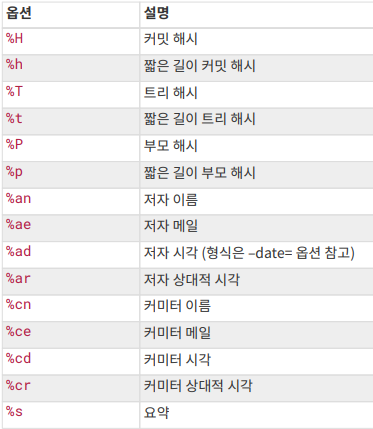 옵션 설명
%H 커밋 해시
%h 짧은 길이 커밋 해시
%T 트리 해시
%t 짧은 길이 트리 해시
%P 부모 해시
%p 짧은 길이 부모 해시
%an 저자 이름
%ae 저자 메일
%ad 저자 시각 (형식은 –date= 옵션 참고)
%ar 저자 상대적 시각
%cn 커미터 이름
%ce 커미터 메일
%cd 커미터 시각
%cr 커미터 상대적 시각
%s 요약